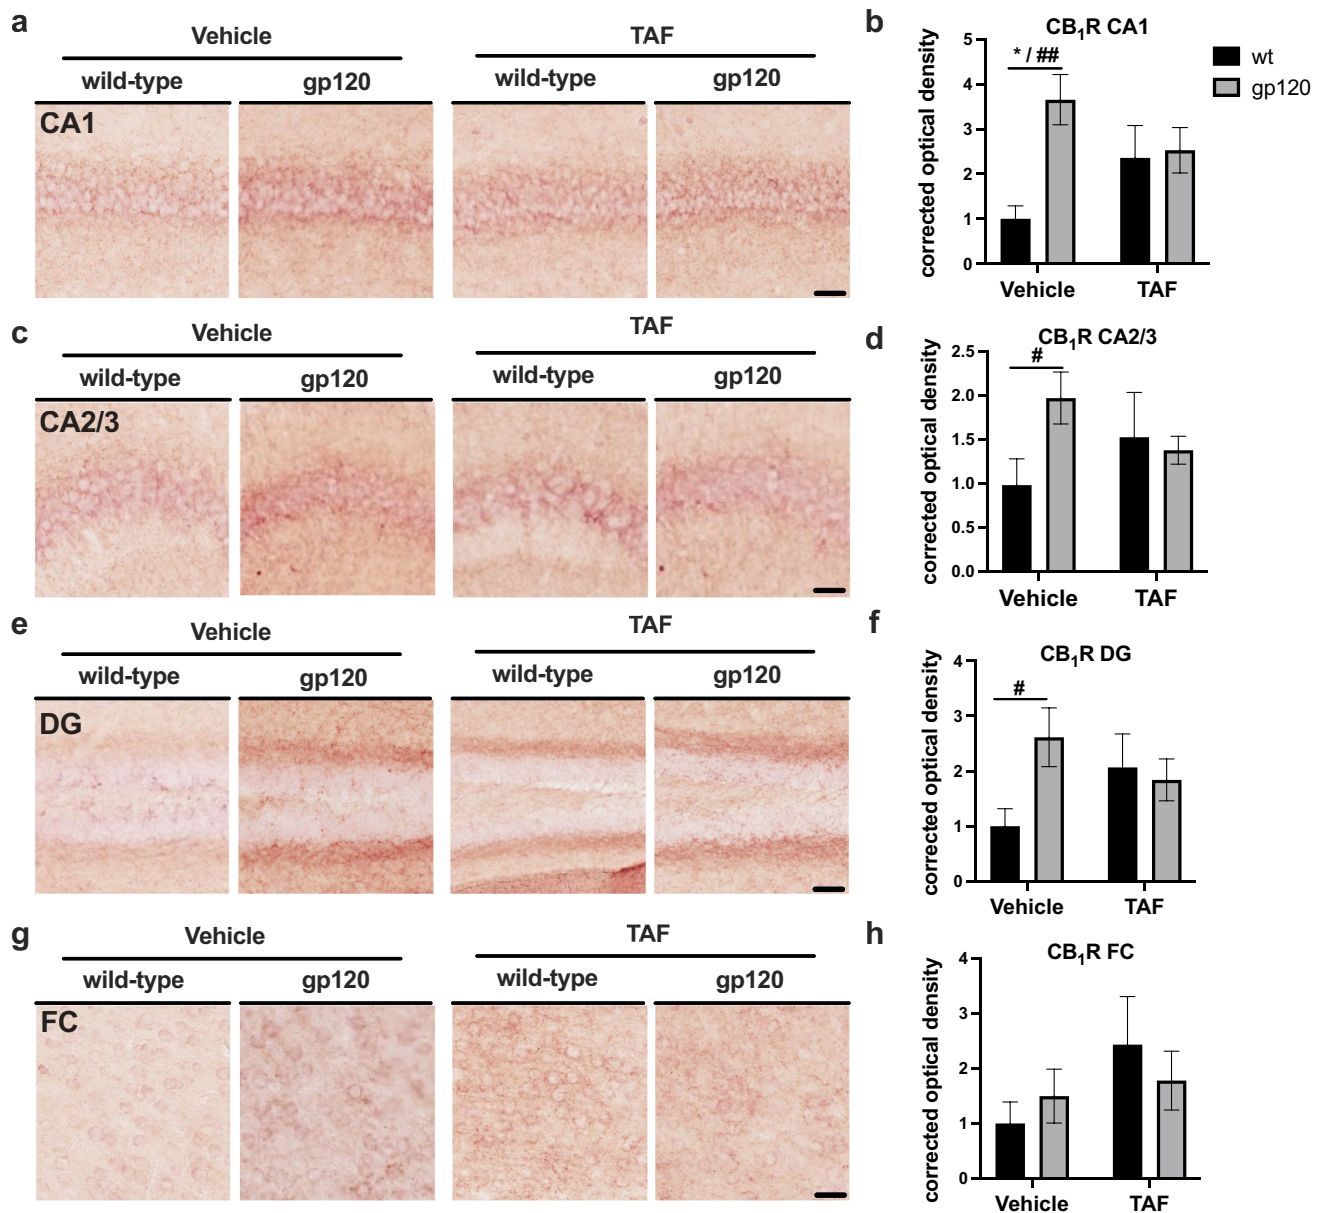 a
Vehicle
TAF
wild-type
gp120
wild-type
gp120
CA1
b
CB1R CA1
corrected optical density
5
4
3
2
1
0
* / ##
Vehicle
TAF
wt
gp120
c
Vehicle
TAF
wild-type
gp120
wild-type
gp120
CA2/3
d
CB1R CA2/3
corrected optical density
2.5
2.0
1.5
1.0
0.5
0.0
#
Vehicle
TAF
e
Vehicle
TAF
wild-type
gp120
wild-type
gp120
DG
f
CB1R DG
corrected optical density
4
3
2
1
0
#
Vehicle
TAF
g
Vehicle
TAF
wild-type
gp120
wild-type
gp120
FC
h
CB1R FC
corrected optical density
4
3
2
1
0
Vehicle
TAF